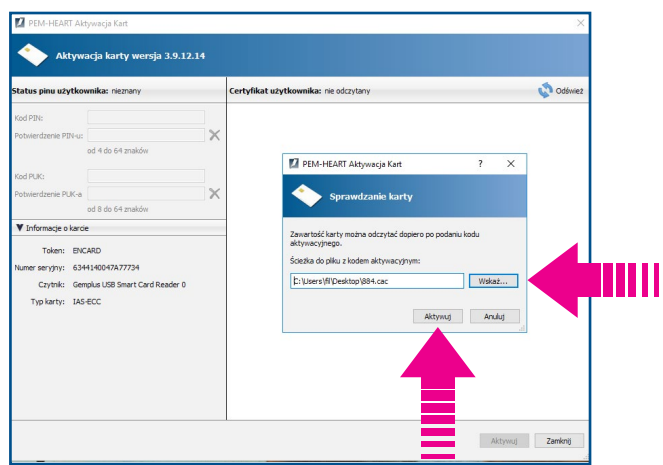 PEM-HEART Aktywacja Kart
Aktywacja karty wersja 3.9.12.14
Status pinu użytkownika: nieznany
Certyfikat użytkownika: nie odczytany
Odśwież
Kod PIN:
Potwierdzenie PIN-u:
od 4 do 64 znaków
Kod PUK:
Potwierdzenie PUK-a
od 8 do 64 znaków
Informacje o karcie
Token: ENCARD
Numer seryjny: 6344140047A77734
Czytnik: Gemplus USB Smart Card Reader 0
Typ karty: IAS-ECC
PEM-HEART Aktywacja Kart
?
Sprawdzanie karty
Zawartość karty można odczytać dopiero po podaniu kodu
aktywacyjnego.
Ścieżka do pliku z kodem aktywacyjnym:
C:\Users\fil\Desktop\884.cac
Wskaż...
Aktywuj
Anuluj
Aktywuj
Zamknij